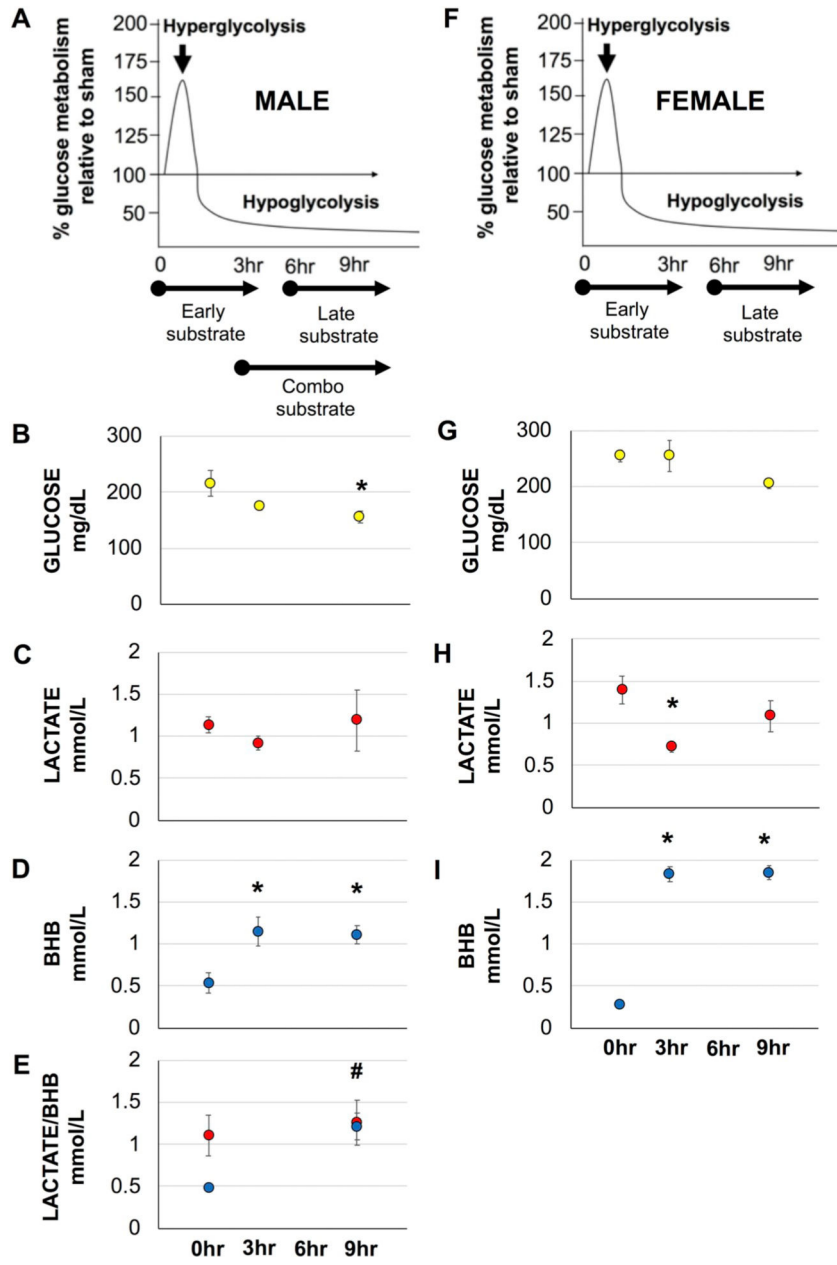 A
% glucose metabolism
relative to sham
200
175
150
125
100
50
Hyperglycolysis
MALE
Hypoglycolysis
0 3hr 6hr 9hr
Early
substrate
Late
substrate
Combo
substrate
B
GLUCOSE
mg/dL
300
200
100
0
*
C
LACTATE
mmol/L
2
1.5
1
0.5
0
D
BHB
mmol/L
2
1.5
1
0.5
0
* *
E
LACTATE/BHB
mmol/L
2
1.5
1
0.5
0
#
0hr 3hr 6hr 9hr
F
% glucose metabolism
relative to sham
200
175
150
125
100
50
Hyperglycolysis
FEMALE
Hypoglycolysis
0 3hr 6hr 9hr
Early
substrate
Late
substrate
G
GLUCOSE
mg/dL
300
200
100
0
H
LACTATE
mmol/L
2
1.5
1
0.5
0
*
I
BHB
mmol/L
2
1.5
1
0.5
0
* *
0hr 3hr 6hr 9hr